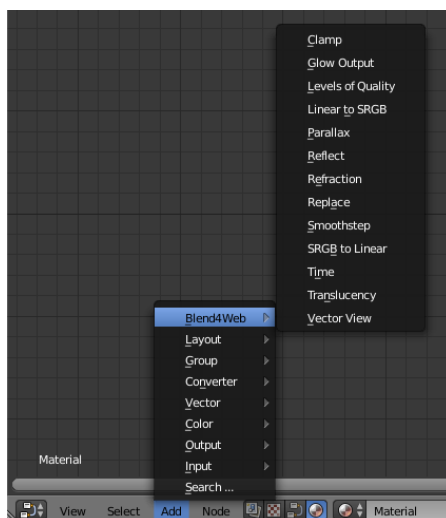 Clamp
Glow Output
Levels of Quality
Linear to SRGB
Parallax
Reflect
Refraction
Replace
Smoothstep
SRGB to Linear
Time
Translucency
Vector View
Blend4Web
Layout
Group
Converter
Vector
Color
Output
Input
Search ...
Material
View Select Add Node Material